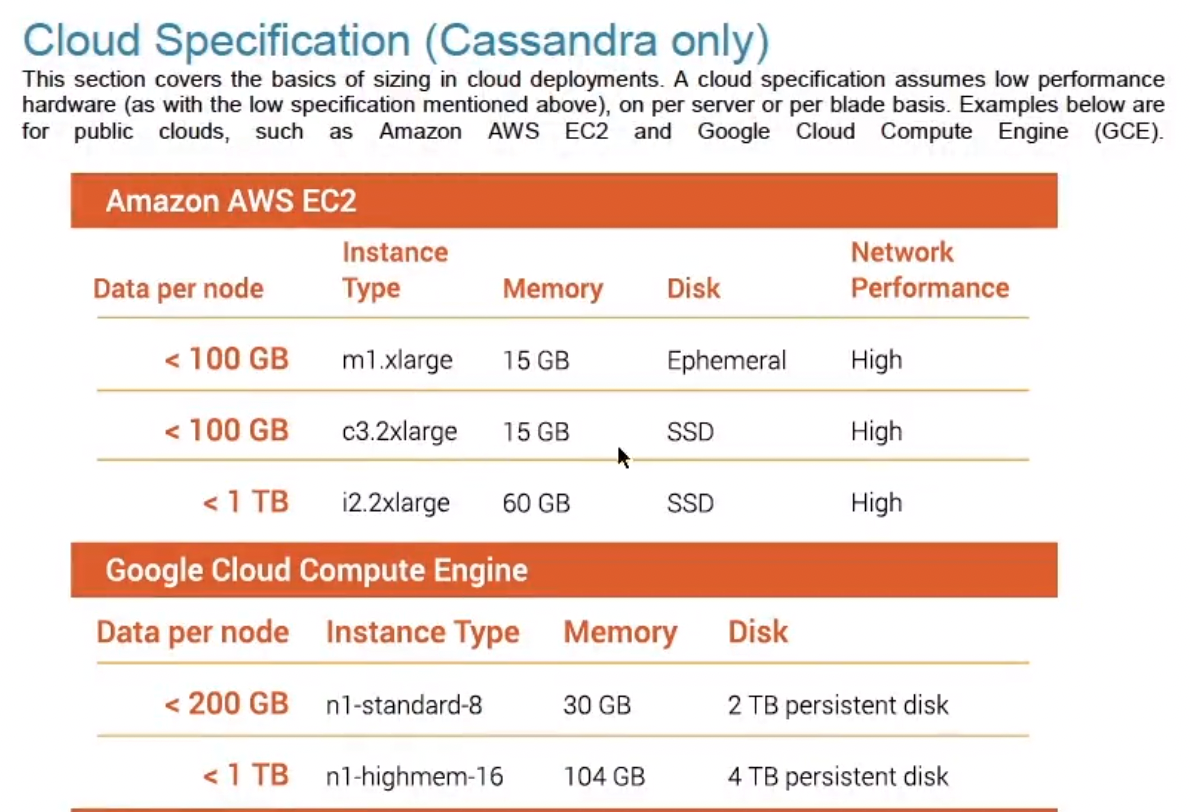 Cloud Specification (Cassandra only)
This section covers the basics of sizing in cloud deployments. A cloud specification assumes low performance
hardware (as with the low specification mentioned above), on per server or per blade basis. Examples below are
for public clouds, such as Amazon AWS EC2 and Google Cloud Compute Engine (GCE).
Amazon AWS EC2
Data per node Instance Type Memory Disk Network Performance
< 100 GB m1.xlarge 15 GB Ephemeral High
< 100 GB c3.2xlarge 15 GB SSD High
< 1 TB i2.2xlarge 60 GB SSD High
Google Cloud Compute Engine
Data per node Instance Type Memory Disk
< 200 GB n1-standard-8 30 GB 2 TB persistent disk
< 1 TB n1-highmem-16 104 GB 4 TB persistent disk